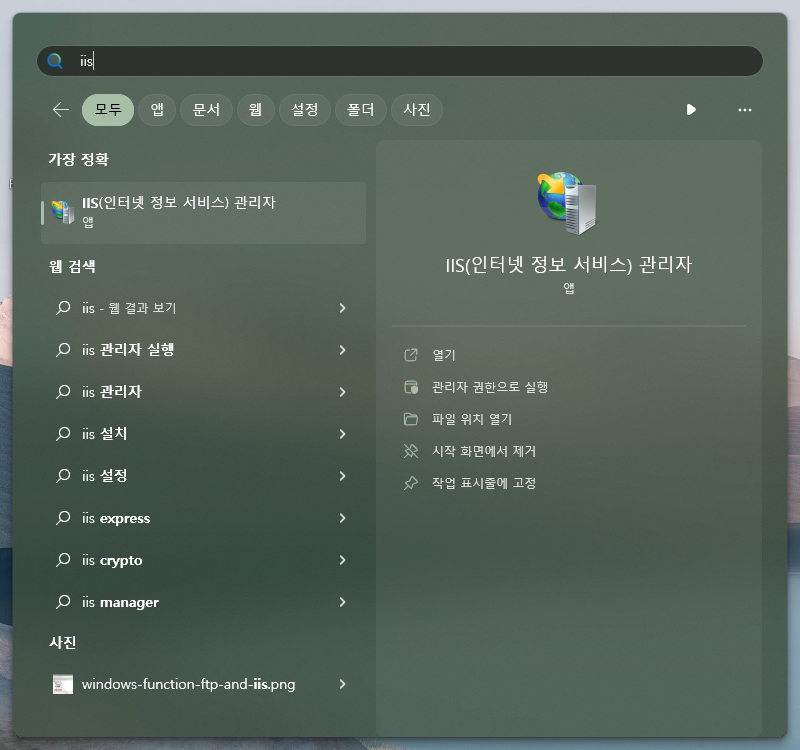 iis
모두 앱 문서 웹 설정 폴더 사진
가장 정확
IIS(인터넷 정보 서비스) 관리자
앱
웹 검색
iis - 웹 결과 보기
iis 관리자 실행
iis 관리자
iis 설치
iis 설정
iis express
iis crypto
iis manager
사진
windows-function-ftp-and-iis.png
IIS(인터넷 정보 서비스) 관리자
앱
열기
관리자 권한으로 실행
파일 위치 열기
시작 화면에서 제거
작업 표시줄에 고정